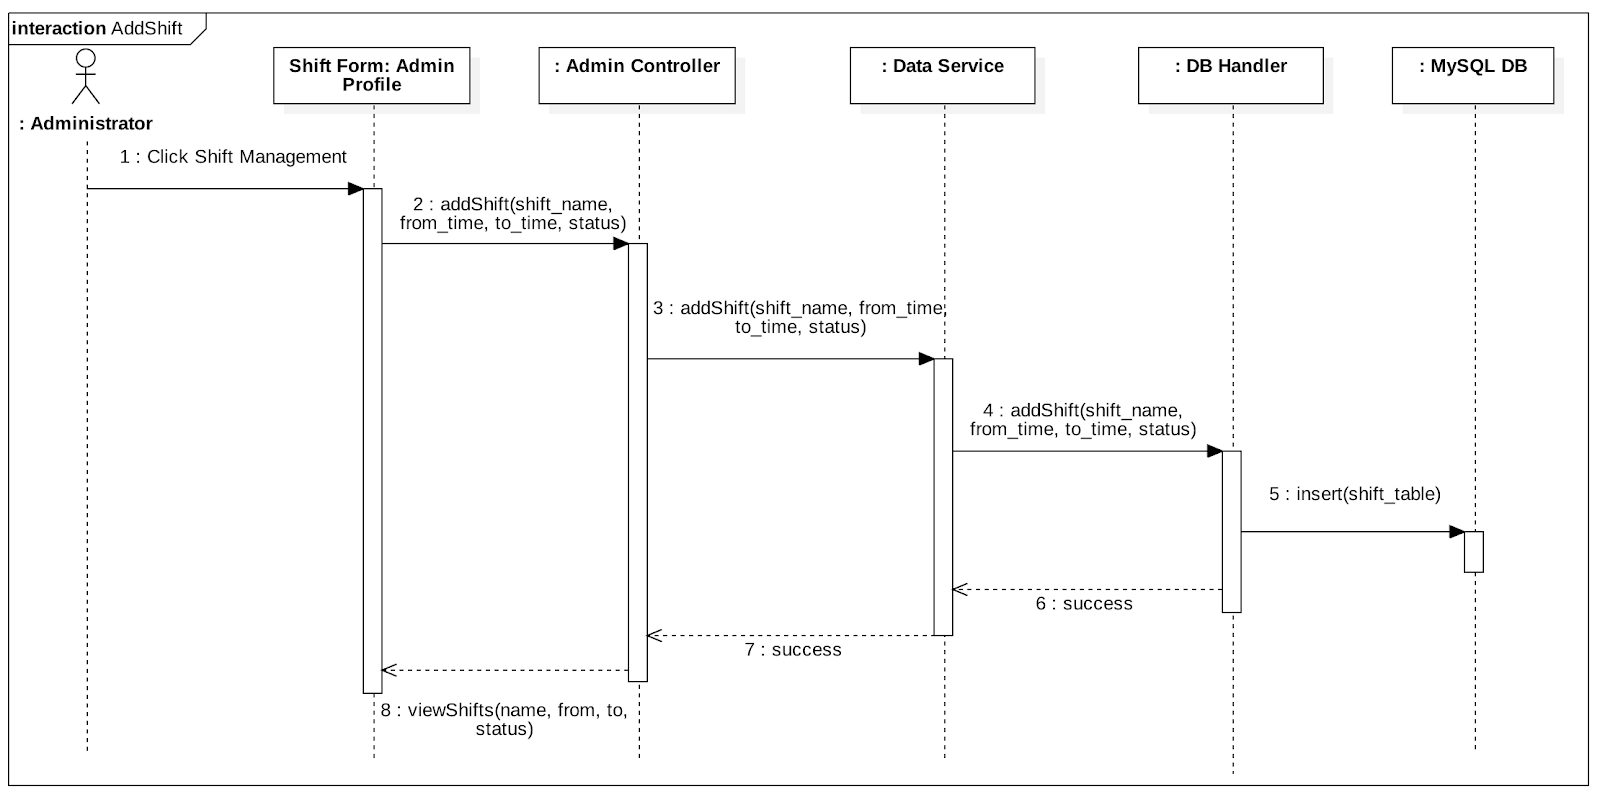 interaction AddShift
: Administrator
Shift Form: Admin
Profile
: Admin Controller
: Data Service
: DB Handler
: MySQL DB
1 : Click Shift Management
2 : addShift(shift_name,
from_time, to_time, status)
3 : addShift(shift_name, from_time,
to_time, status)
4 : addShift(shift_name,
from_time, to_time, status)
5 : insert(shift_table)
6 : success
7 : success
8 : viewShifts(name, from, to,
status)